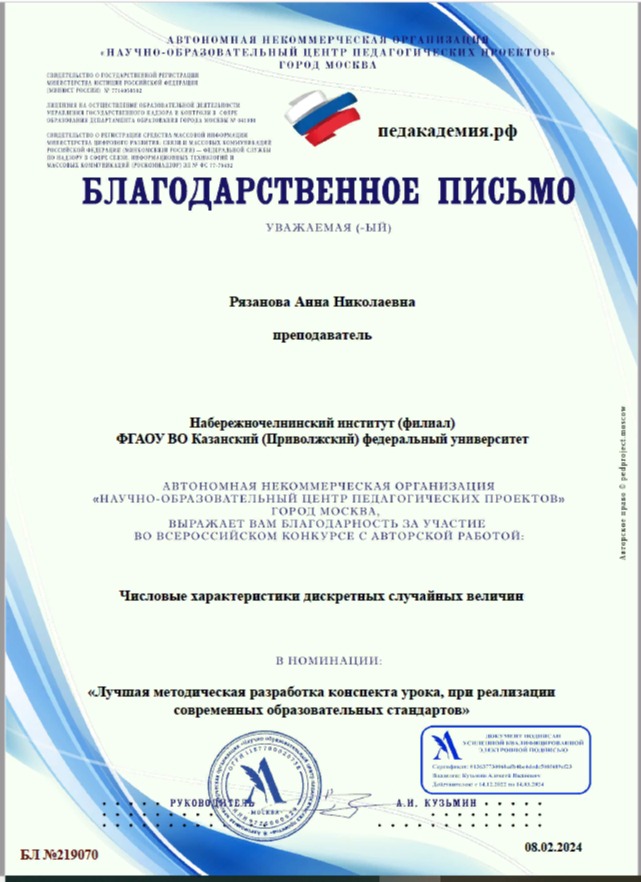 АВТОНОМНАЯ НЕКОММЕРЧЕСКАЯ ОРГАНИЗАЦИЯ
«НАУЧНО-ОБРАЗОВАТЕЛЬНЫЙ ЦЕНТР ПЕДАГОГИЧЕСКИХ ПРОЕКТОВ»
ГОРОД МОСКВА
СВИДЕТЕЛЬСТВО О ГОСУДАРСТВЕННОЙ РЕГИСТРАЦИИ
МИНИСТЕРСТВА ЮСТИЦИИ РОССИЙСКОЙ ФЕДЕРАЦИИ
(МИНЮСТ РОССИИ) №
ЛИЦЕНЗИЯ НА ОСУЩЕСТВЛЕНИЕ ОБРАЗОВАТЕЛЬНОЙ ДЕЯТЕЛЬНОСТИ
УПРАВЛЕНИЯ ГОСУДАРСТВЕННОГО НАДЗОРА И КОНТРОЛЯ В СФЕРЕ
ОБРАЗОВАНИЯ ДЕПАРТАМЕНТА ОБРАЗОВАНИЯ ГОРОДА МОСКВЫ №
СВИДЕТЕЛЬСТВО О РЕГИСТРАЦИИ СРЕДСТВА МАССОВОЙ ИНФОРМАЦИИ
МИНИСТЕРСТВА ЦИФРОВОГО РАЗВИТИЯ, СВЯЗИ И МАССОВЫХ КОММУНИКАЦИЙ
РОССИЙСКОЙ ФЕДЕРАЦИИ (МИНКОМСВЯЗИ РОССИИ) — ФЕДЕРАЛЬНОЙ СЛУЖБЫ
ПО НАДЗОРУ В СФЕРЕ СВЯЗИ, ИНФОРМАЦИОННЫХ ТЕХНОЛОГИЙ И
МАССОВЫХ КОММУНИКАЦИЙ (РОСКОМНАДЗОР) ЭЛ № ФС
педакадемия.рф
БЛАГОДАРСТВЕННОЕ ПИСЬМО
УВАЖАЕМАЯ (-ЫЙ)
Рязанова Анна Николаевна
преподаватель
Набережночелнинский институт (филиал)
ФГАОУ ВО Казанский (Приволжский) федеральный университет
АВТОНОМНАЯ НЕКОММЕРЧЕСКАЯ ОРГАНИЗАЦИЯ
«НАУЧНО-ОБРАЗОВАТЕЛЬНЫЙ ЦЕНТР ПЕДАГОГИЧЕСКИХ ПРОЕКТОВ»
ГОРОД МОСКВА,
ВЫРАЖАЕТ ВАМ БЛАГОДАРНОСТЬ ЗА УЧАСТИЕ
ВО ВСЕРОССИЙСКОМ КОНКУРСЕ С АВТОРСКОЙ РАБОТОЙ:
Авторское право © pedproject.moscow
Числовые характеристики дискретных случайных величин
В НОМИНАЦИИ:
«Лучшая методическая разработка конспекта урока, при реализации
современных образовательных стандартов»
ДОКУМЕНТ ПОДПИСАН
УСИЛЕННОЙ КВАЛИФИЦИРОВАННОЙ
ЭЛЕКТРОННОЙ ПОДПИСЬЮ
Сертификат:
Владелец: Кузьмин Алексей
Действителен: с 14.12.2022 по 14.03.2024
МОСКВА
РУКОВОДИТЕЛЬ
А.И. КУЗЬМИН
БЛ №219070
08.02.2024